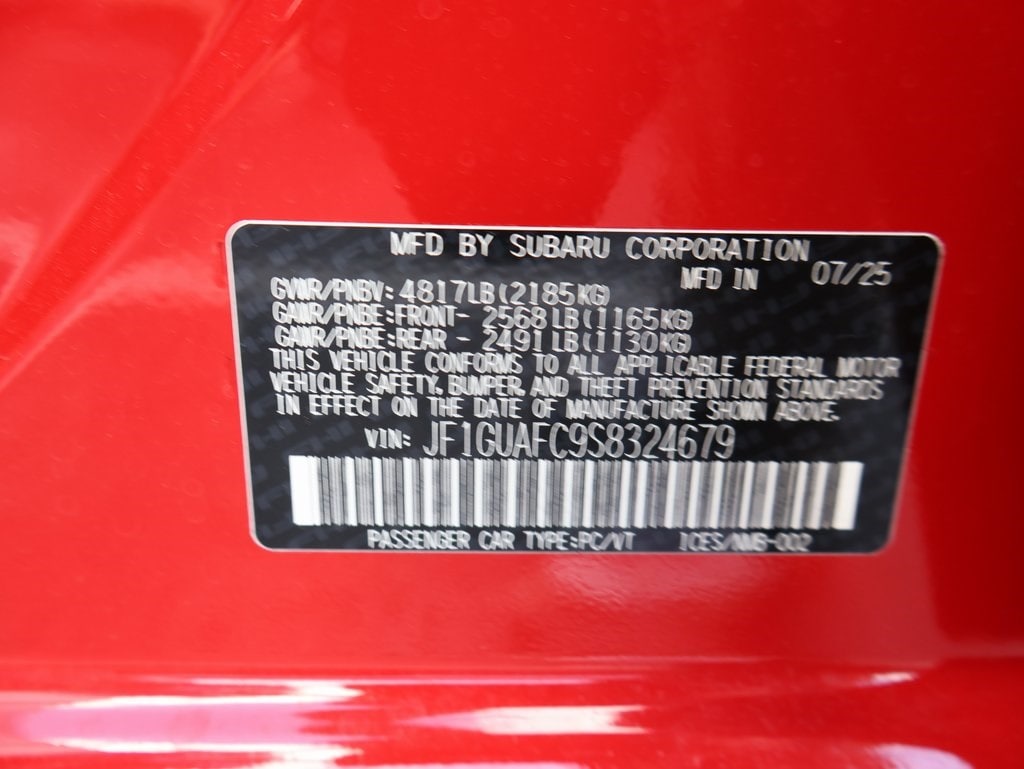 MFD BY SUBARU CORPORATION
MFD IN 07/25
GVWR/PNBV: 4817LB(2185KG)
GAWR/PNBE:FRONT- 2568LB(1165KG)
GAWR/PNBE:REAR - 2491LB(1130KG)
THIS VEHICLE CONFORMS TO ALL APPLICABLE FEDERAL MOTOR
VEHICLE SAFETY, BUMPER, AND THEFT PREVENTION STANDARDS
IN EFFECT ON THE DATE OF MANUFACTURE SHOWN ABOVE.
VIN: JF1GUAFC9S8324679
PASSENGER CAR TYPE:PC/VT ICES/NMB-002